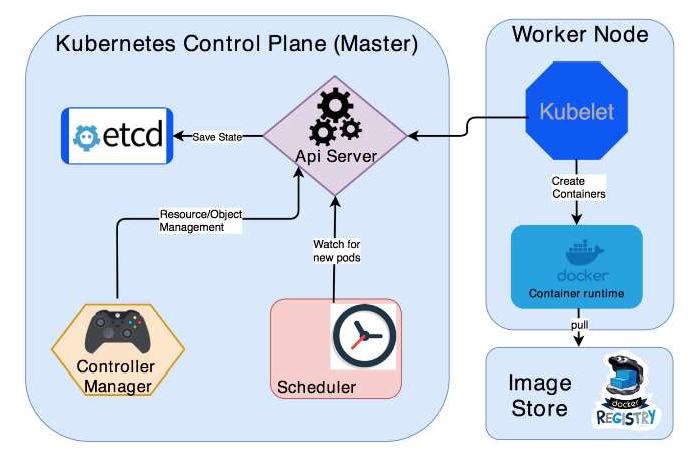 Kubernetes Control Plane (Master)
etcd
Save State
Api Server
Resource/Object
Management
Watch for
new pods
Controller
Manager
Scheduler
Worker Node
Kubelet
Create
Containers
docker
Container runtime
pull
Image
Store
docker
REGISTRY